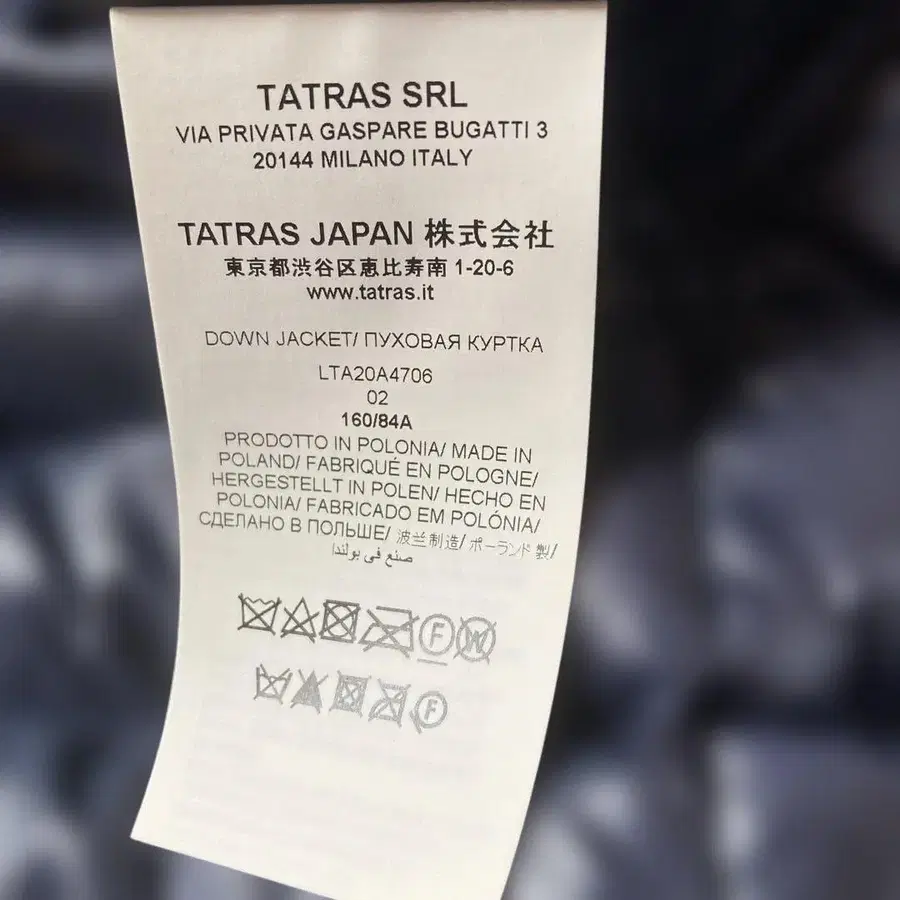 TATRAS SRL
VIA PRIVATA GASPARE BUGATTI 3
20144 MILANO ITALY
TATRAS JAPAN 株式会社
東京都渋谷区恵比寿南 1-20-6
www.tatras.it
DOWN JACKET/ ПУХОВАЯ КУРТКА
LTA20A4706
02
160/84A
PRODOTTO IN POLONIA/ MADE IN
POLAND/ FABRIQUÉ EN POLOGNE/
HERGESTELLT IN POLEN/ HECHO EN
POLONIA/ FABRICADO EM POLÓNIA/
СДЕЛАНО В ПОЛЬШЕ/ 波兰制造/ ポーランド 製/
صنع في بولندا
F W
F